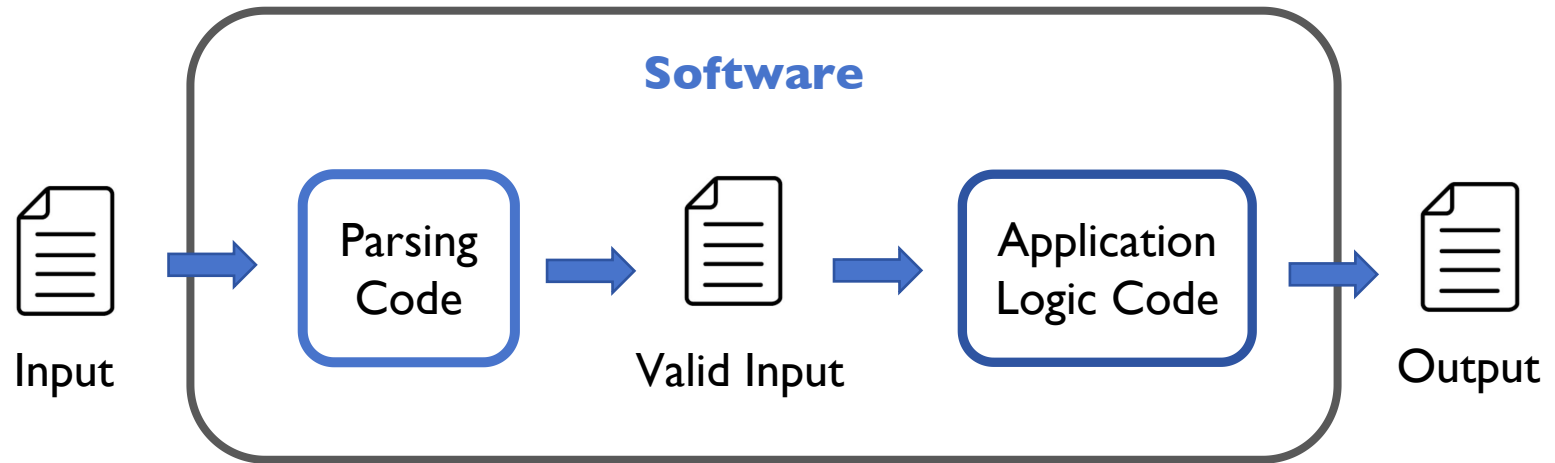 Software
Input
Parsing
Code
Valid Input
Application
Logic Code
Output